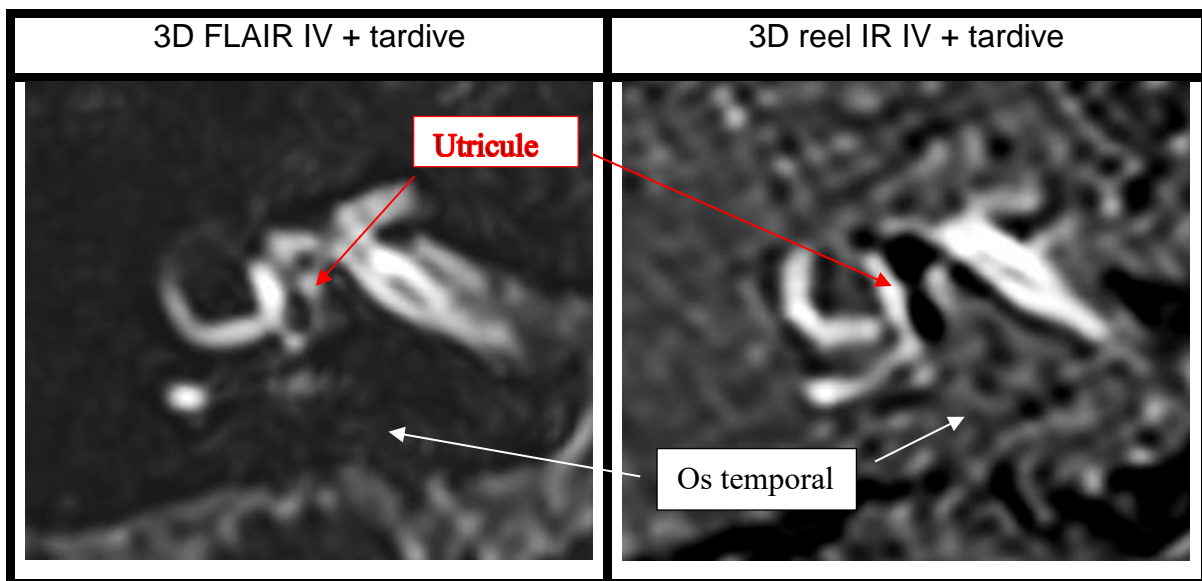 3D FLAIR IV + tardive
3D reel IR IV + tardive
Utricule
Os temporal